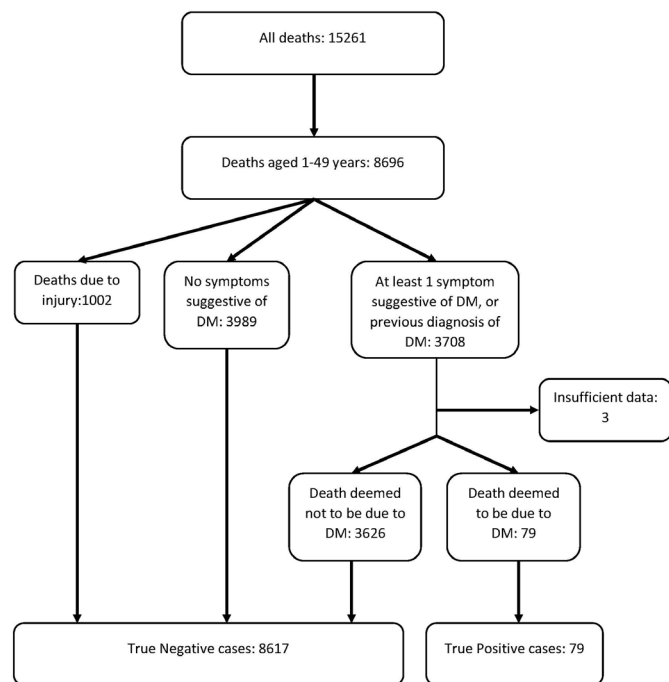 All deaths: 15261
Deaths aged 1-49 years: 8696
Deaths due to
injury:1002
No symptoms
suggestive of
DM: 3989
At least 1 symptom
suggestive of DM, or
previous diagnosis of
DM: 3708
Insufficient data:
3
Death deemed
not to be due to
DM: 3626
Death deemed
to be due to
DM: 79
True Negative cases: 8617
True Positive cases: 79